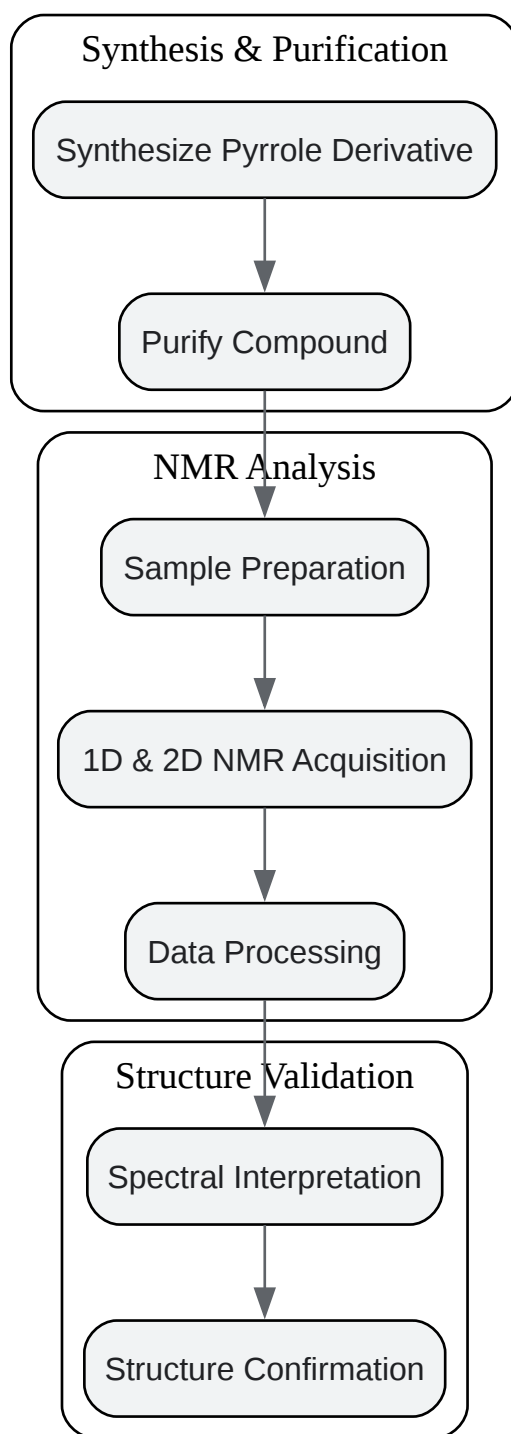 Synthesis & Purification
Synthesize Pyrrole Derivative
Purify Compound
NMR Analysis
Sample Preparation
1D & 2D NMR Acquisition
Data Processing
Structure Validation
Spectral Interpretation
Structure Confirmation